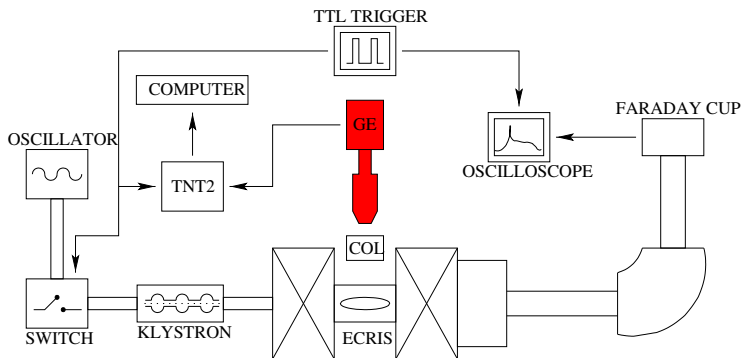 TTL TRIGGER
COMPUTER
GE
FARADAY CUP
OSCILLATOR
OSCILLOSCOPE
TNT2
COL
SWITCH
KLYSTRON
ECRIS